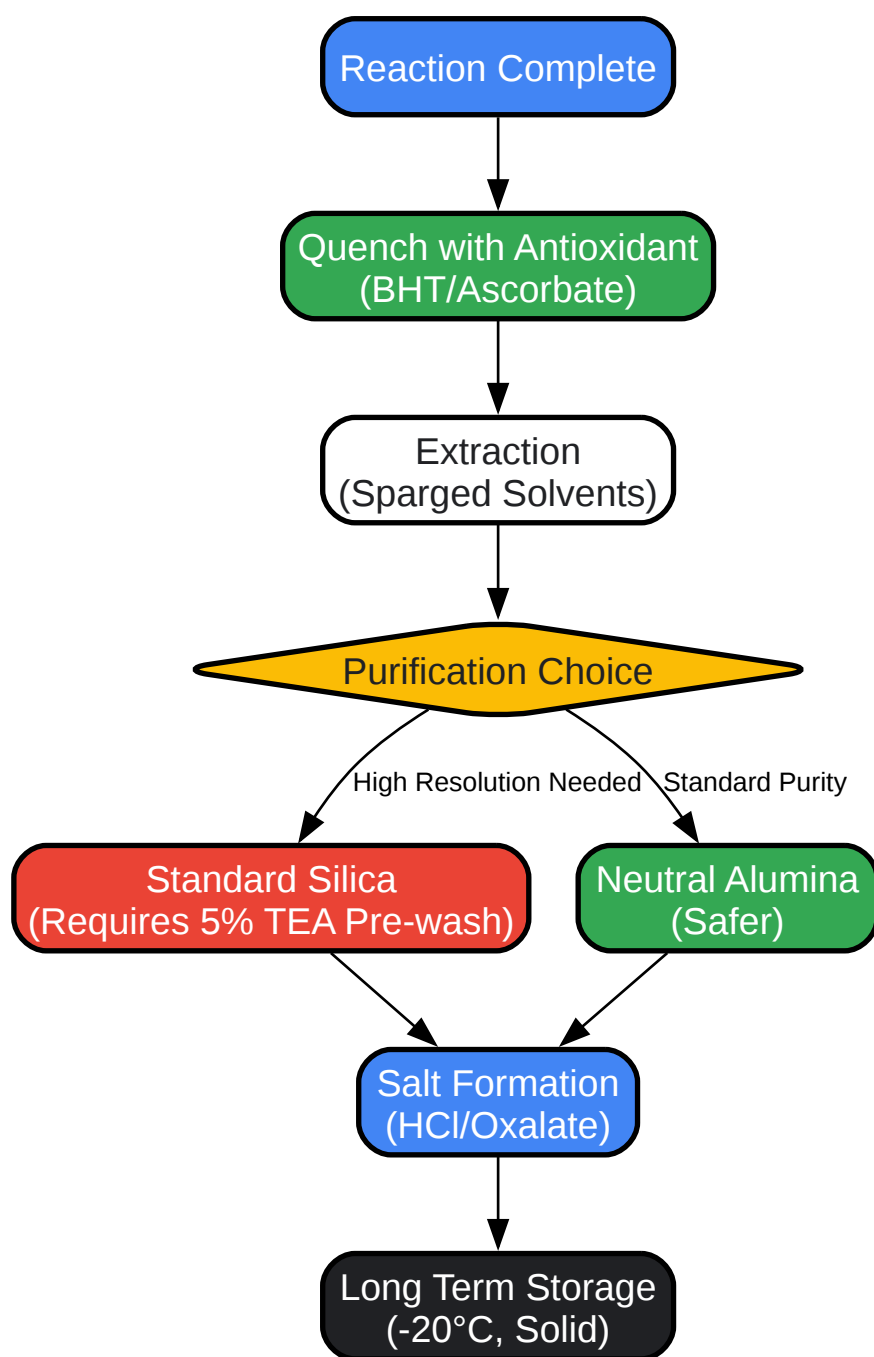 Reaction Complete
Quench with Antioxidant
(BHT/Ascorbate)
Extraction
(Sparged Solvents)
Purification Choice
High Resolution Needed
Standard Purity
Standard Silica
(Requires 5% TEA Pre-wash)
Neutral Alumina
(Safer)
Salt Formation
(HCl/Oxalate)
Long Term Storage
(-20°C, Solid)